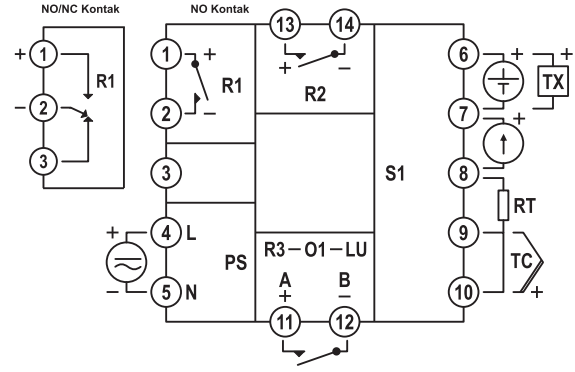 NO/NC Kontak
NO Kontak
+ 1
R1
− 2
3
1 +
R1
2 −
3
4 L
+
−
5 N
PS
13 14
+ −
R2
S1
R3−O1−LU
A B
+ −
11 12
6 +
+
TX
7
+
8
RT
9
TC
10
+